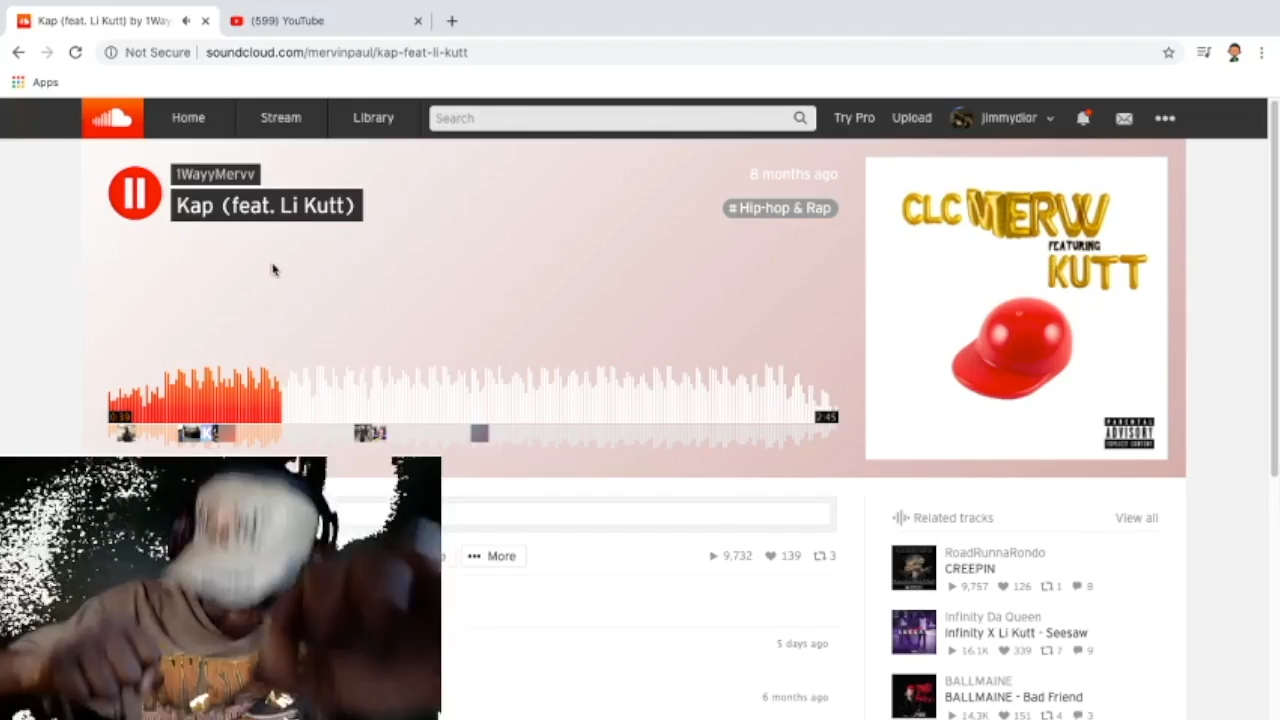 Kap (feat. Li Kutt) by 1Way
(599) YouTube
Not Secure
soundcloud.com/mervinpaul/kap-feat-li-kutt
Apps
Home
Stream
Library
Search
Try Pro
Upload
jimmydior
1WayyMervv
8 months ago
Kap (feat. Li Kutt)
# Hip-hop & Rap
CLC MERVV
FEATURING
KUTT
0:39
2:45
PARENTAL
ADVISORY
EXPLICIT CONTENT
More
9,732
139
3
Related tracks
View all
RoadRunnaRondo
CREEPIN
9,757
126
1
8
Infinity Da Queen
Infinity X Li Kutt - Seesaw
16.1K
339
7
9
5 days ago
BALLMAINE
BALLMAINE - Bad Friend
14.3K
151
4
3
6 months ago